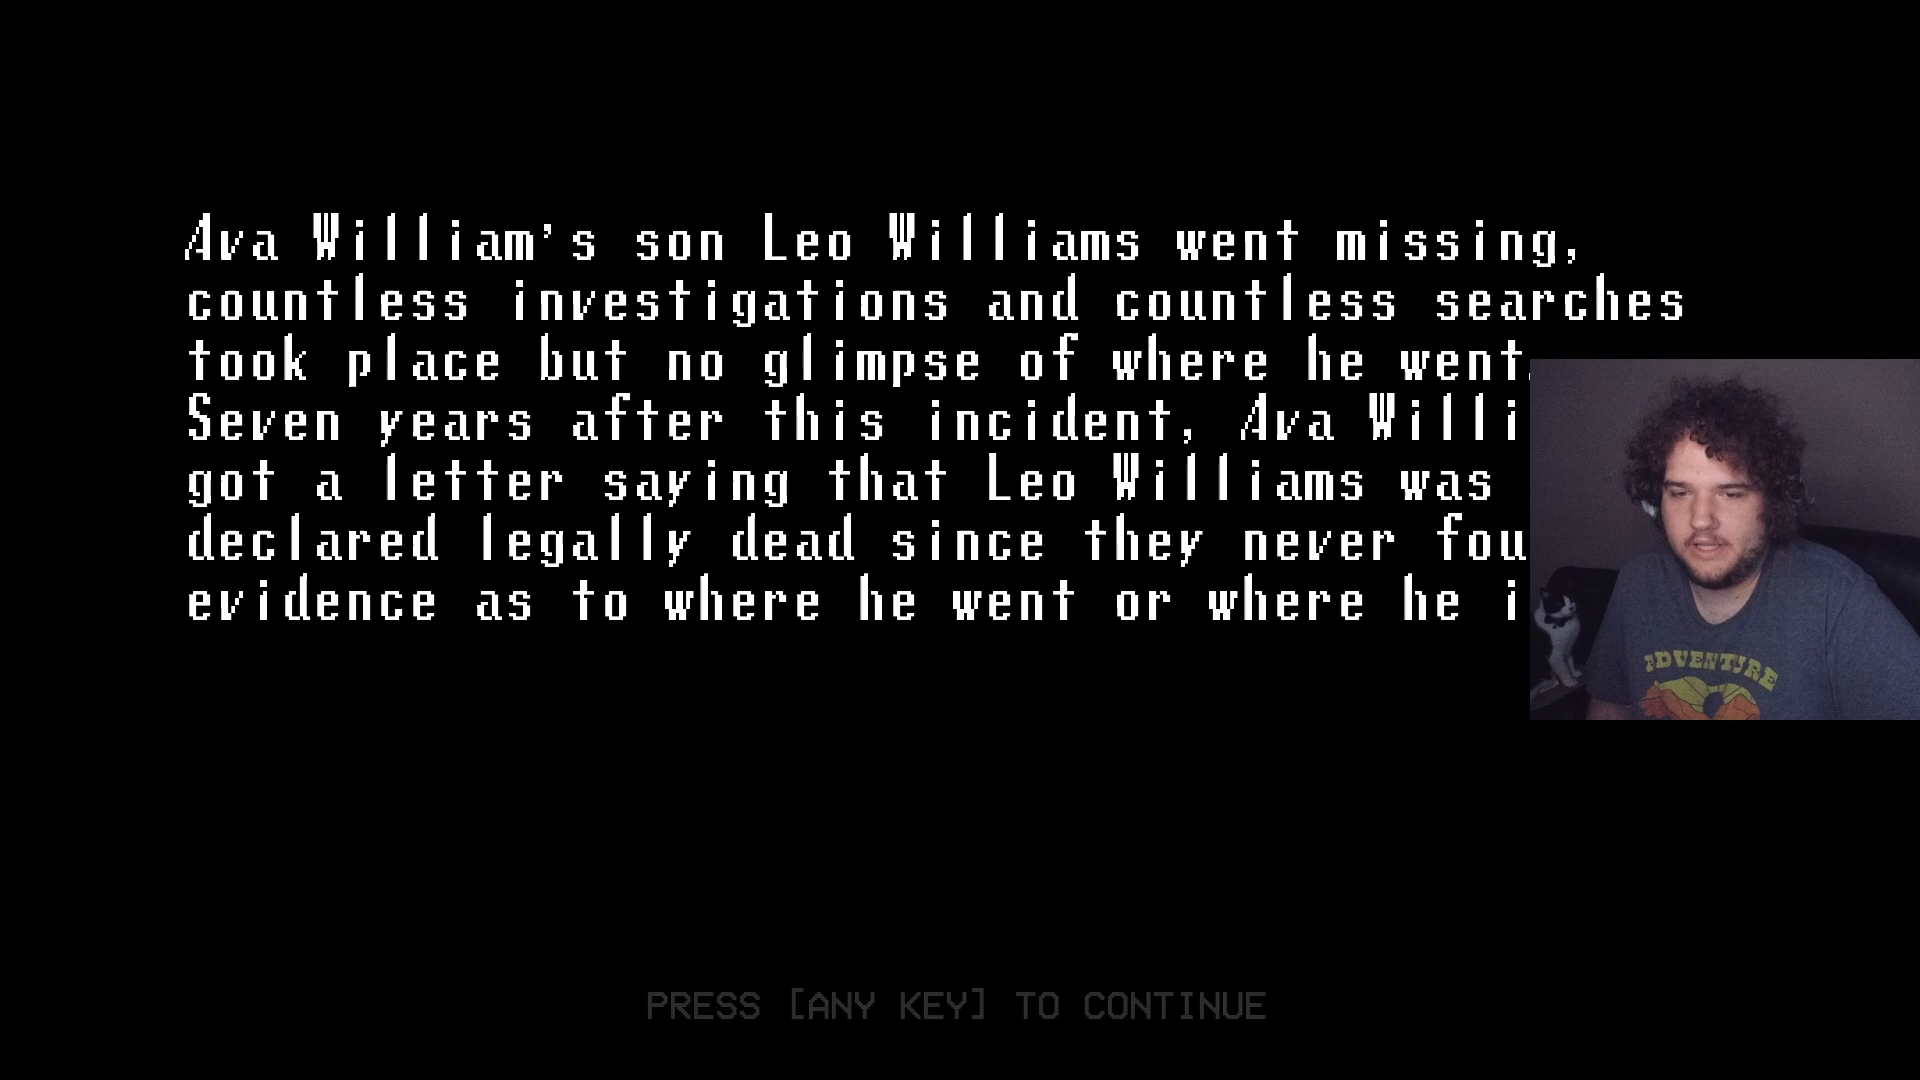 Ava William's son Leo Williams went missing,
countless investigations and countless searches
took place but no glimpse of where he went.
Seven years after this incident, Ava
got a letter saying that Leo Williams was
declared legally dead since they never
evidence as to where he went or where he
ADVENTURE
PRESS [ANY KEY] TO CONTINUE